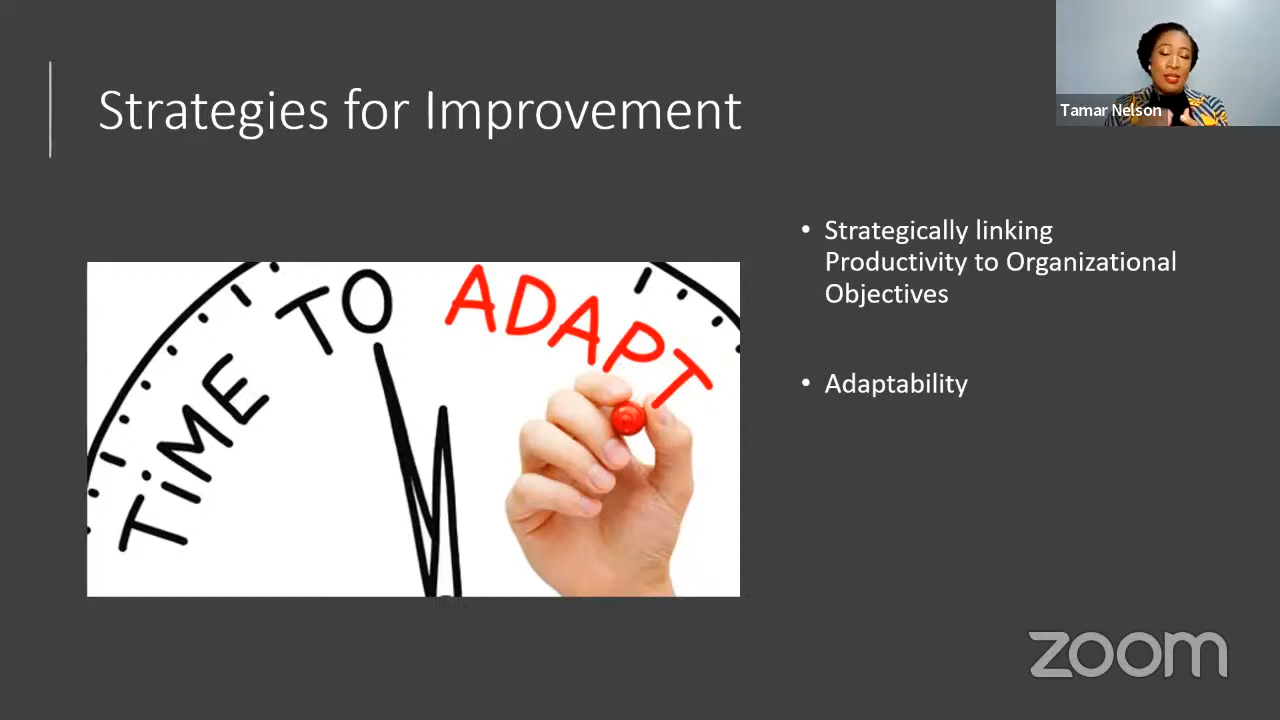 Strategies for Improvement
Tamar Nelson
TiME TO ADAPT
• Strategically linking
Productivity to Organizational
Objectives
• Adaptability
zoom